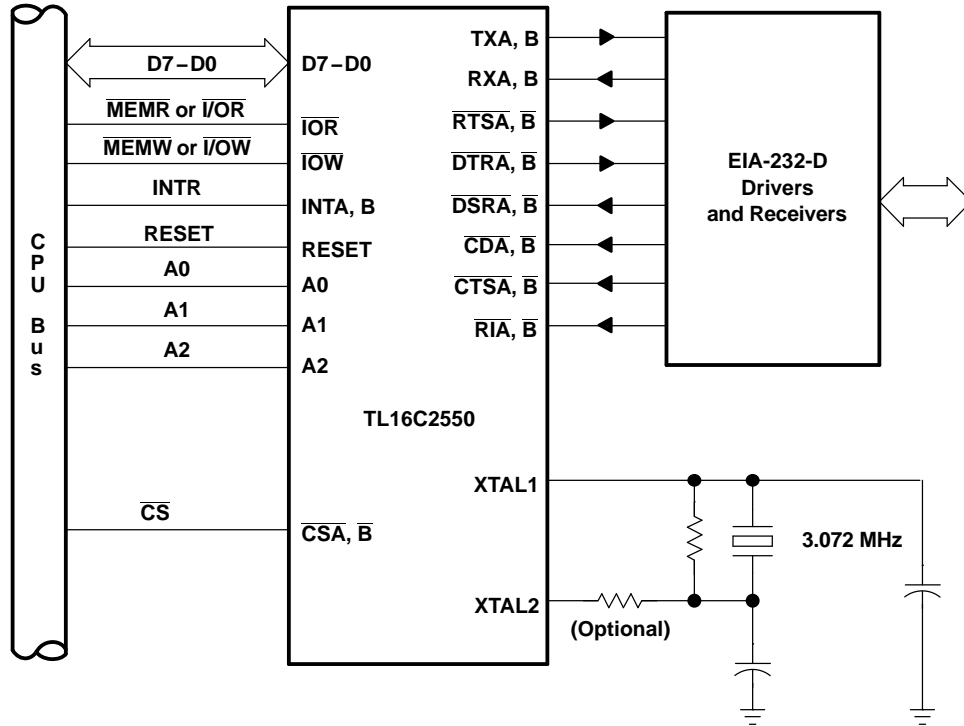 CPU Bus
D7–D0
MEMR or I/OR
MEMW or I/OW
INTR
RESET
A0
A1
A2
CS
D7–D0
IOR
IOW
INTA, B
RESET
A0
A1
A2
TL16C2550
CSA, B
TXA, B
RXA, B
RTSA, B
DTRA, B
DSRA, B
CDA, B
CTSA, B
RIA, B
XTAL1
XTAL2
EIA-232-D
Drivers
and Receivers
3.072 MHz
(Optional)